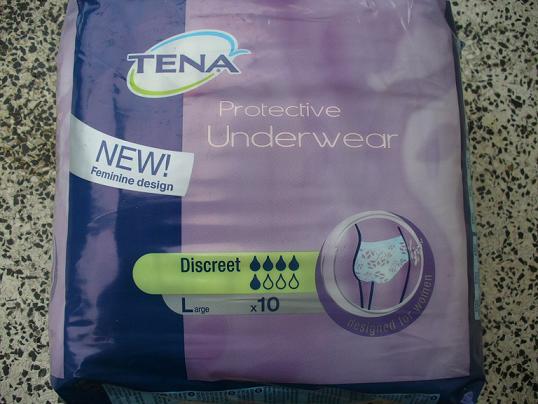 TENA
Protective
Underwear
NEW!
Feminine design
Discreet
Large x10
designed for women